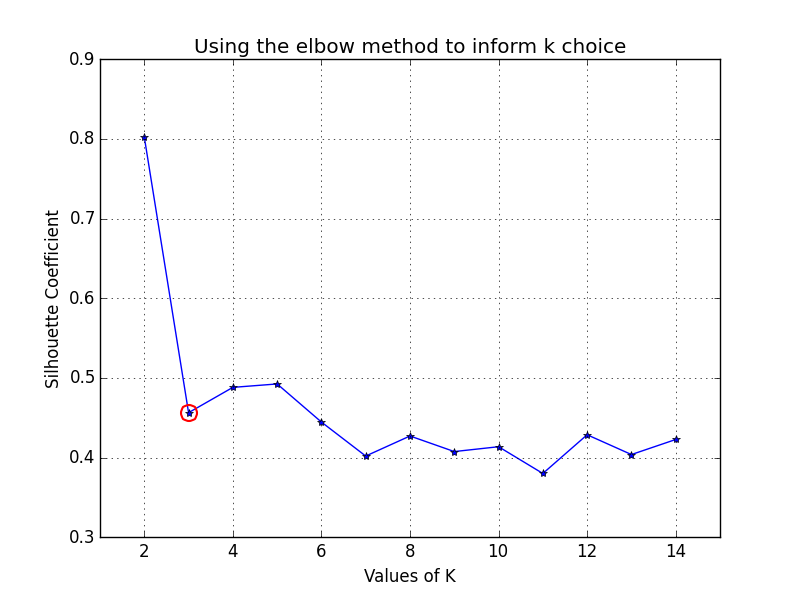 Using the elbow method to inform k choice
0.9
0.8
0.7
0.6
0.5
0.4
0.3
Silhouette Coefficient
2 4 6 8 10 12 14
Values of K